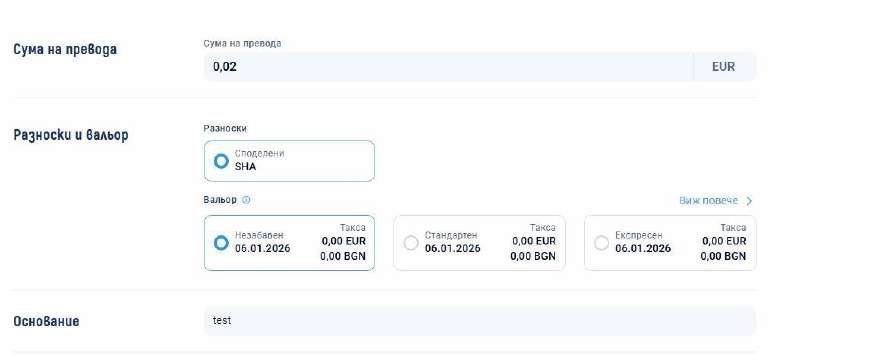 Сума на превода
Сума на превода
0,02 EUR
Разноски и вальор
Разноски
Споделени
SHA
Вальор
Виж повече
Незабавен Такса
06.01.2026 0,00 EUR
0,00 BGN
Стандартен Такса
06.01.2026 0,00 EUR
0,00 BGN
Експресен Такса
06.01.2026 0,00 EUR
0,00 BGN
Основание
test